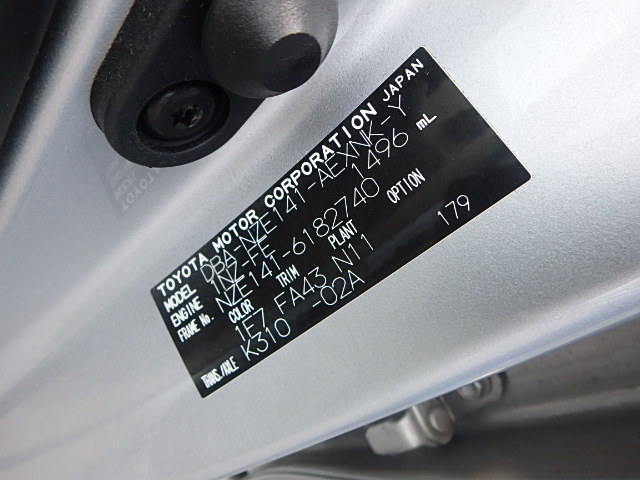 TOYOTA MOTOR CORPORATION JAPAN
MODEL DBA-NZE141-AEXNK-Y
ENGINE 1NZ-FE 1496 mL
FRAME No. NZE141-6182740
COLOR TRIM PLANT OPTION
1F7 FA43 N11 179
TRANS./AXLE K310 -02A